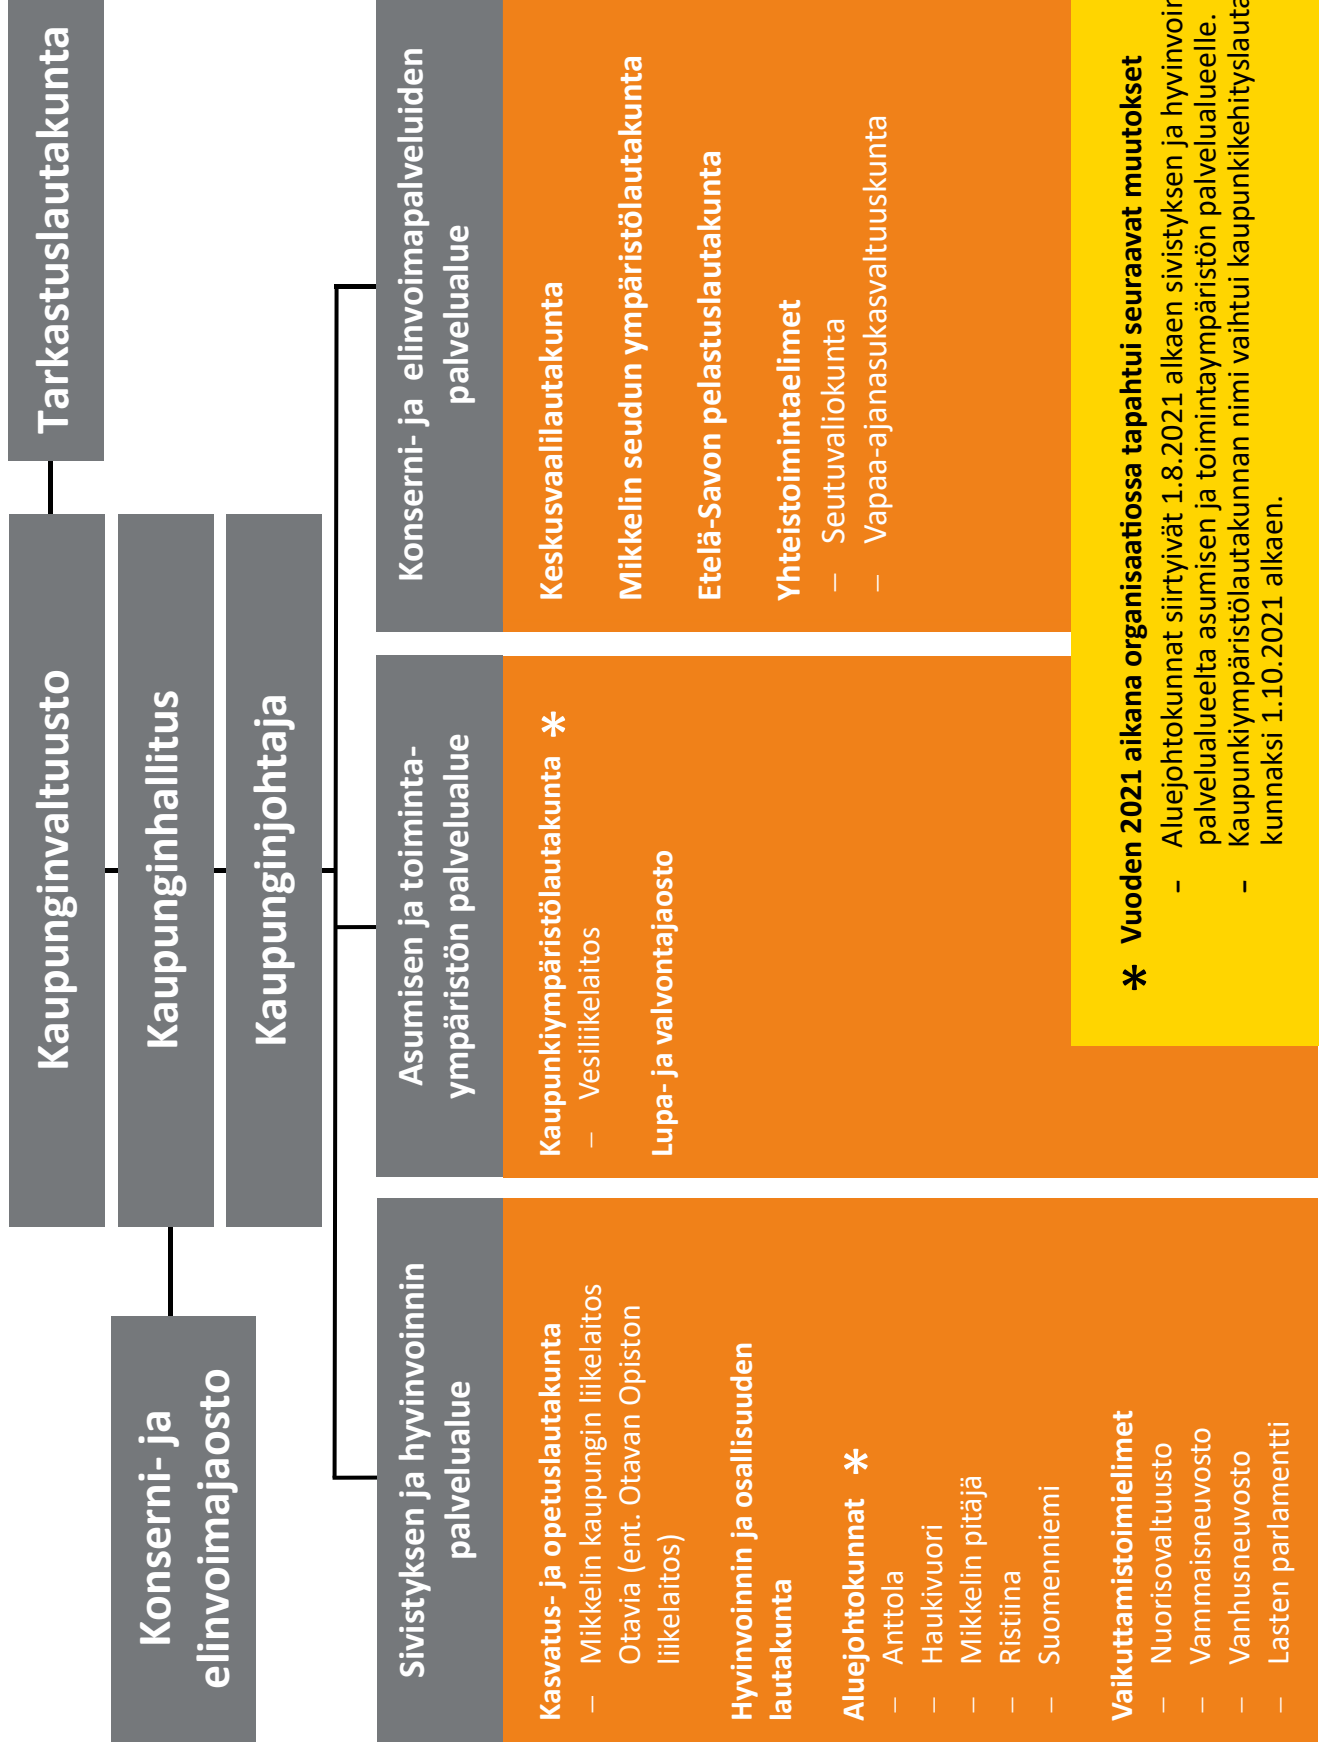 Kaupunginvaltuusto
Tarkastuslautakunta
Kaupunginhallitus
Konserni- ja
elinvoimajaosto
Kaupunginjohtaja
Sivistyksen ja hyvinvoinnin
palvelualue
Kasvatus- ja opetuslautakunta
– Mikkelin kaupungin liikelaitos
Otavia (ent. Otavan Opiston
liikelaitos)
Hyvinvoinnin ja osallisuuden
lautakunta
Aluejohtokunnat *
– Anttola
– Haukivuori
– Mikkelin pitäjä
– Ristiina
– Suomenniemi
Vaikuttamistoimielimet
– Nuorisovaltuusto
– Vammaisneuvosto
– Vanhusneuvosto
– Lasten parlamentti
Asumisen ja toiminta-
ympäristön palvelualue
Kaupunkiympäristölautakunta *
– Vesiliikelaitos
Lupa- ja valvontajaosto
Konserni- ja elinvoimapalveluiden
palvelualue
Keskusvaalilautakunta
Mikkelin seudun ympäristölautakunta
Etelä-Savon pelastuslautakunta
Yhteistoimintaelimet
– Seutuvaliokunta
– Vapaa-ajanasukasvaltuuskunta
* Vuoden 2021 aikana organisaatiossa tapahtui seuraavat muutokset
- Aluejohtokunnat siirtyivät 1.8.2021 alkaen sivistyksen ja
palvelualueelta asumisen ja toimintaympäristön palvelualueelle.
- Kaupunkiympäristölautakunnan nimi vaihtui
kunnaksi 1.10.2021 alkaen.